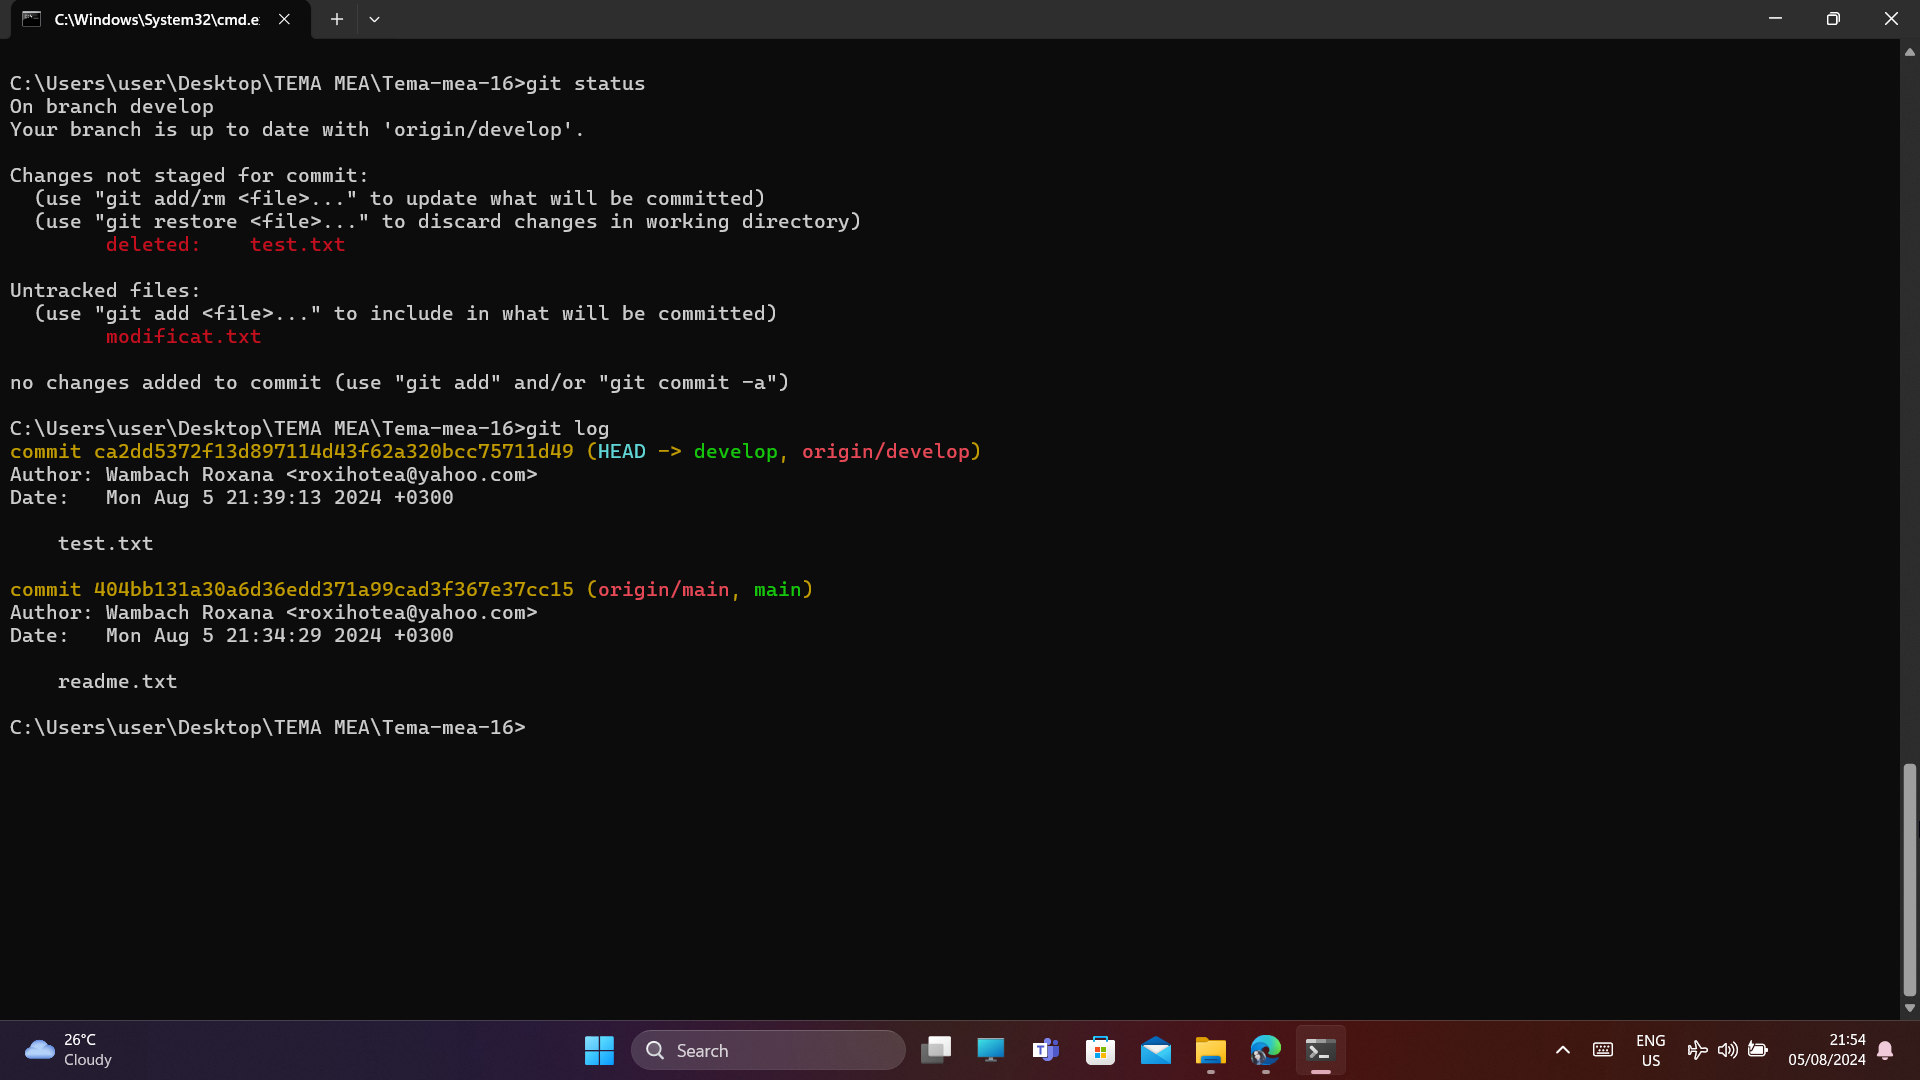 C:\Windows\System32\cmd.e
C:\Users\user\Desktop\TEMA MEA\Tema-mea-16>git status
On branch develop
Your branch is up to date with 'origin/develop'.
Changes not staged for commit:
  (use "git add/rm <file>..." to update what will be committed)
  (use "git restore <file>..." to discard changes in working directory)
        deleted:    test.txt
Untracked files:
  (use "git add <file>..." to include in what will be committed)
        modificat.txt
no changes added to commit (use "git add" and/or "git commit -a")
C:\Users\user\Desktop\TEMA MEA\Tema-mea-16>git log
commit ca2dd5372f13d897114d43f62a320bcc75711d49 (HEAD -> develop, origin/develop)
Author: Wambach Roxana <roxihotea@yahoo.com>
Date:   Mon Aug 5 21:39:13 2024 +0300
    test.txt
commit 404bb131a30a6d36edd371a99cad3f367e37cc15 (origin/main, main)
Author: Wambach Roxana <roxihotea@yahoo.com>
Date:   Mon Aug 5 21:34:29 2024 +0300
    readme.txt
C:\Users\user\Desktop\TEMA MEA\Tema-mea-16>
26°C
Cloudy
Search
ENG
US
21:54
05/08/2024